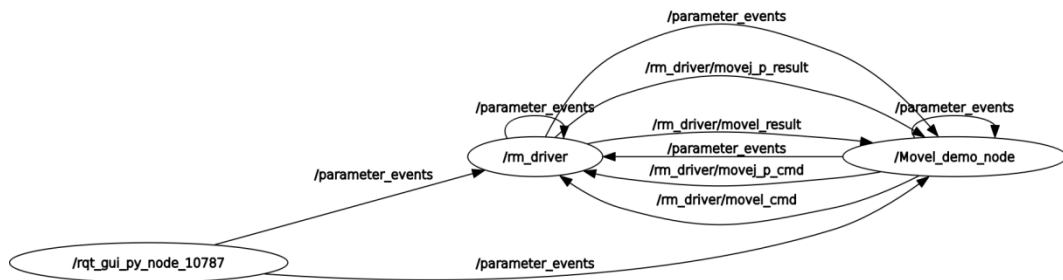 /parameter_events
/rm_driver/movej_p_result
/parameter_events
/parameter_events
/rm_driver/movel_result
/rm_driver
/parameter_events
/Movel_demo_node
/rm_driver/movej_p_cmd
/parameter_events
/rm_driver/movel_cmd
/rqt_gui_py_node_10787
/parameter_events